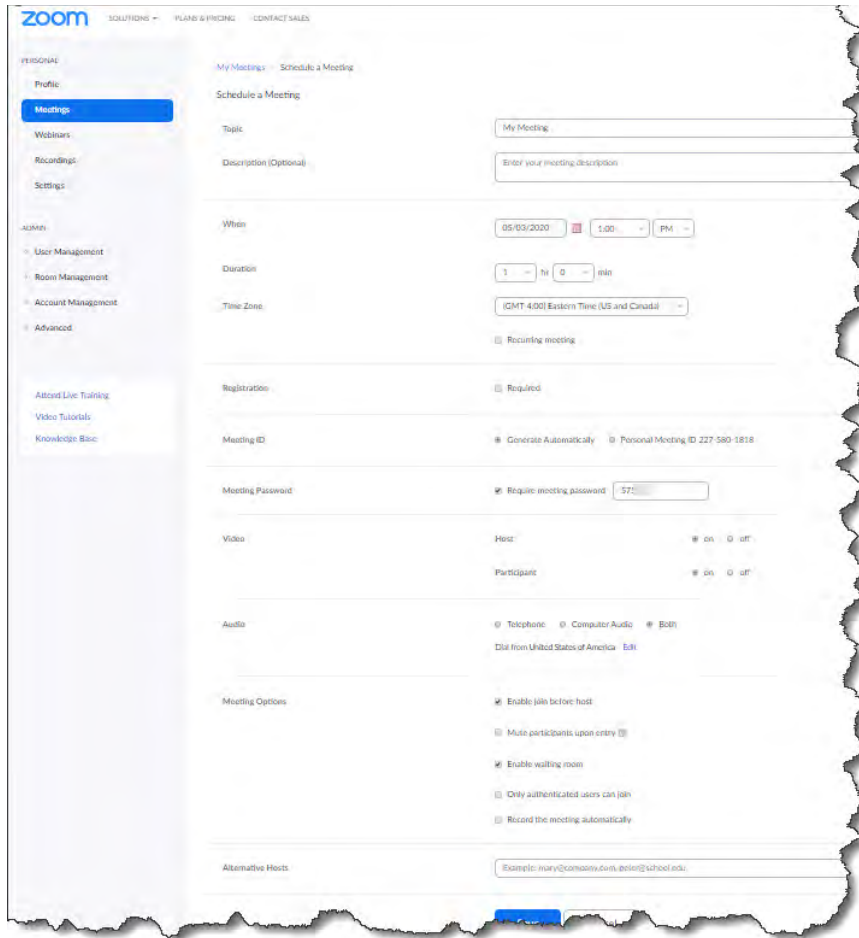 zoom SOLUTIONS PLANS & PRICING CONTACT SALES
PERSONAL
Profile
Meetings
Webinars
Recordings
Settings
ADMIN
User Management
Room Management
Account Management
Advanced
Attend Live Training
Video Tutorials
Knowledge Base
My Meetings Schedule a Meeting
Schedule a Meeting
Topic My Meeting
Description (Optional) Enter your meeting description
When 05/03/2020 1:00 PM
Duration 1 hr 0 min
Time Zone (GMT-4:00) Eastern Time (US and Canada)
Recurring meeting
Registration Required
Meeting ID Generate Automatically Personal Meeting ID 227-580-1818
Meeting Password Require meeting password
Video Host on off
Participant on off
Audio Telephone Computer Audio Both
Dial from United States of America Edit
Meeting Options Enable join before host
Mute participants upon entry
Enable waiting room
Only authenticated users can join
Record the meeting automatically
Alternative Hosts Example: mary@company.com, peter@school.edu